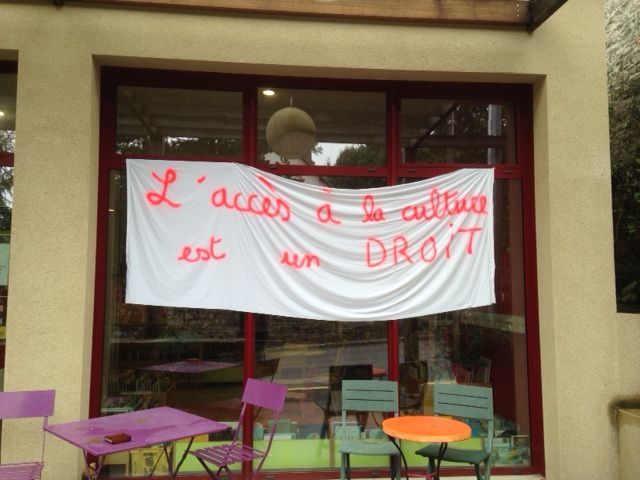 L'accès à la culture
est un DROiT